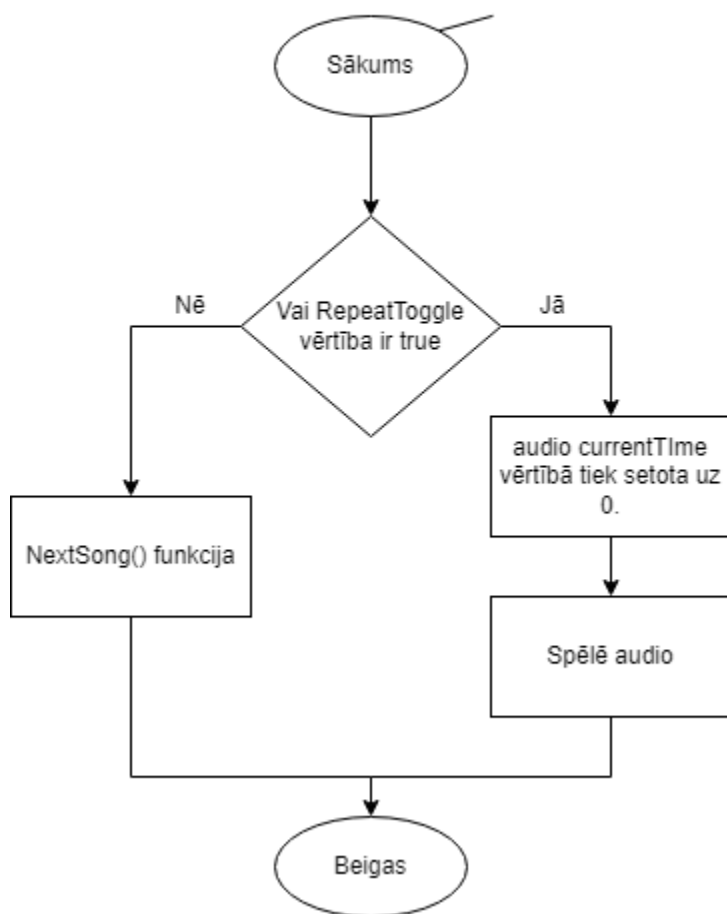 Sākums
Vai RepeatToggle
vērtība ir true
Nē
Jā
audio currentTIme
vērtībā tiek setota uz
0.
NextSong() funkcija
Spēlē audio
Beigas